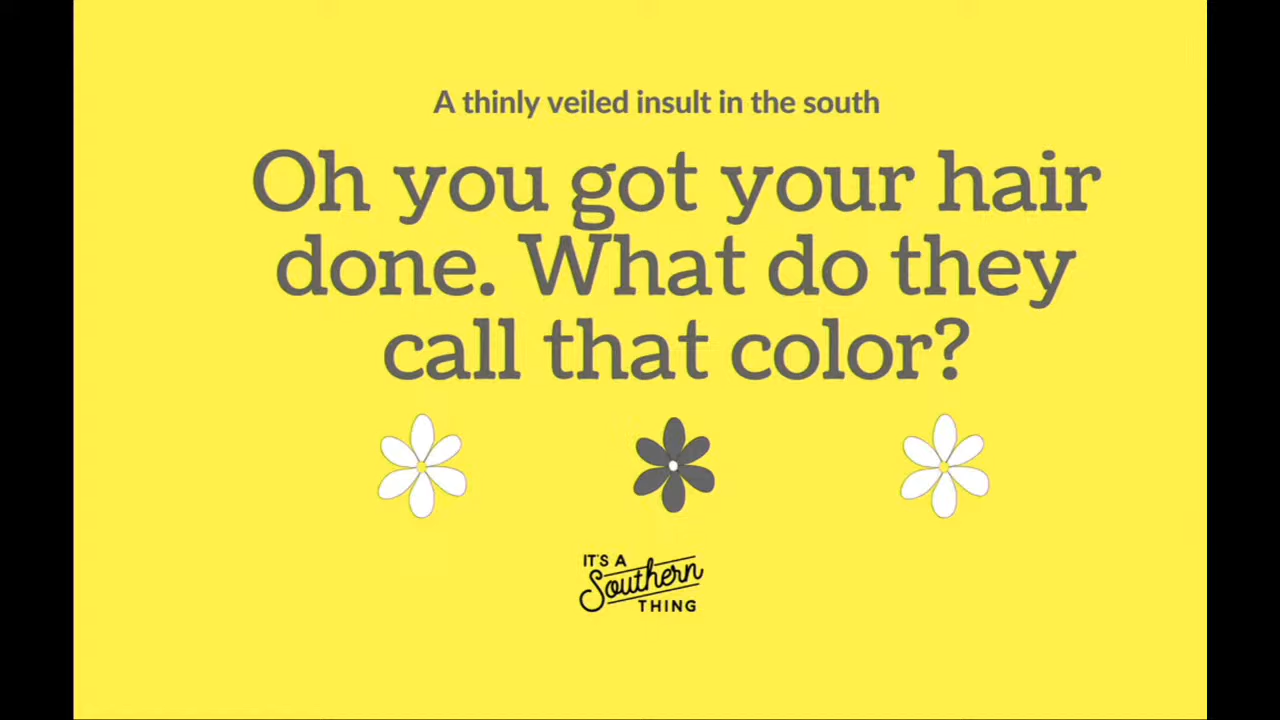 A thinly veiled insult in the south
Oh you got your hair
done. What do they
call that color?
IT'S A
Southern
THING